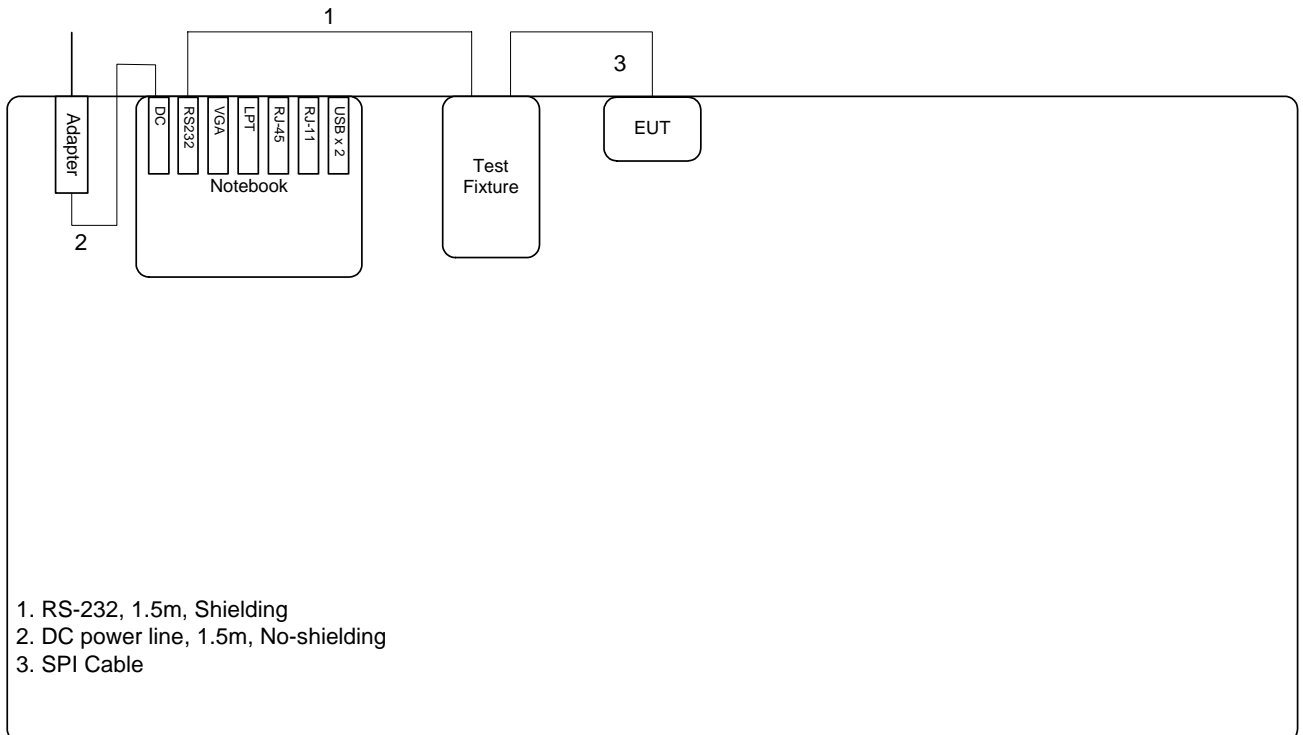 1
3
2
Adapter
DC
RS232
VGA
LPT
RJ-45
RJ-11
USB x 2
Notebook
Test
Fixture
EUT
1. RS-232, 1.5m, Shielding
2. DC power line, 1.5m, No-shielding
3. SPI Cable